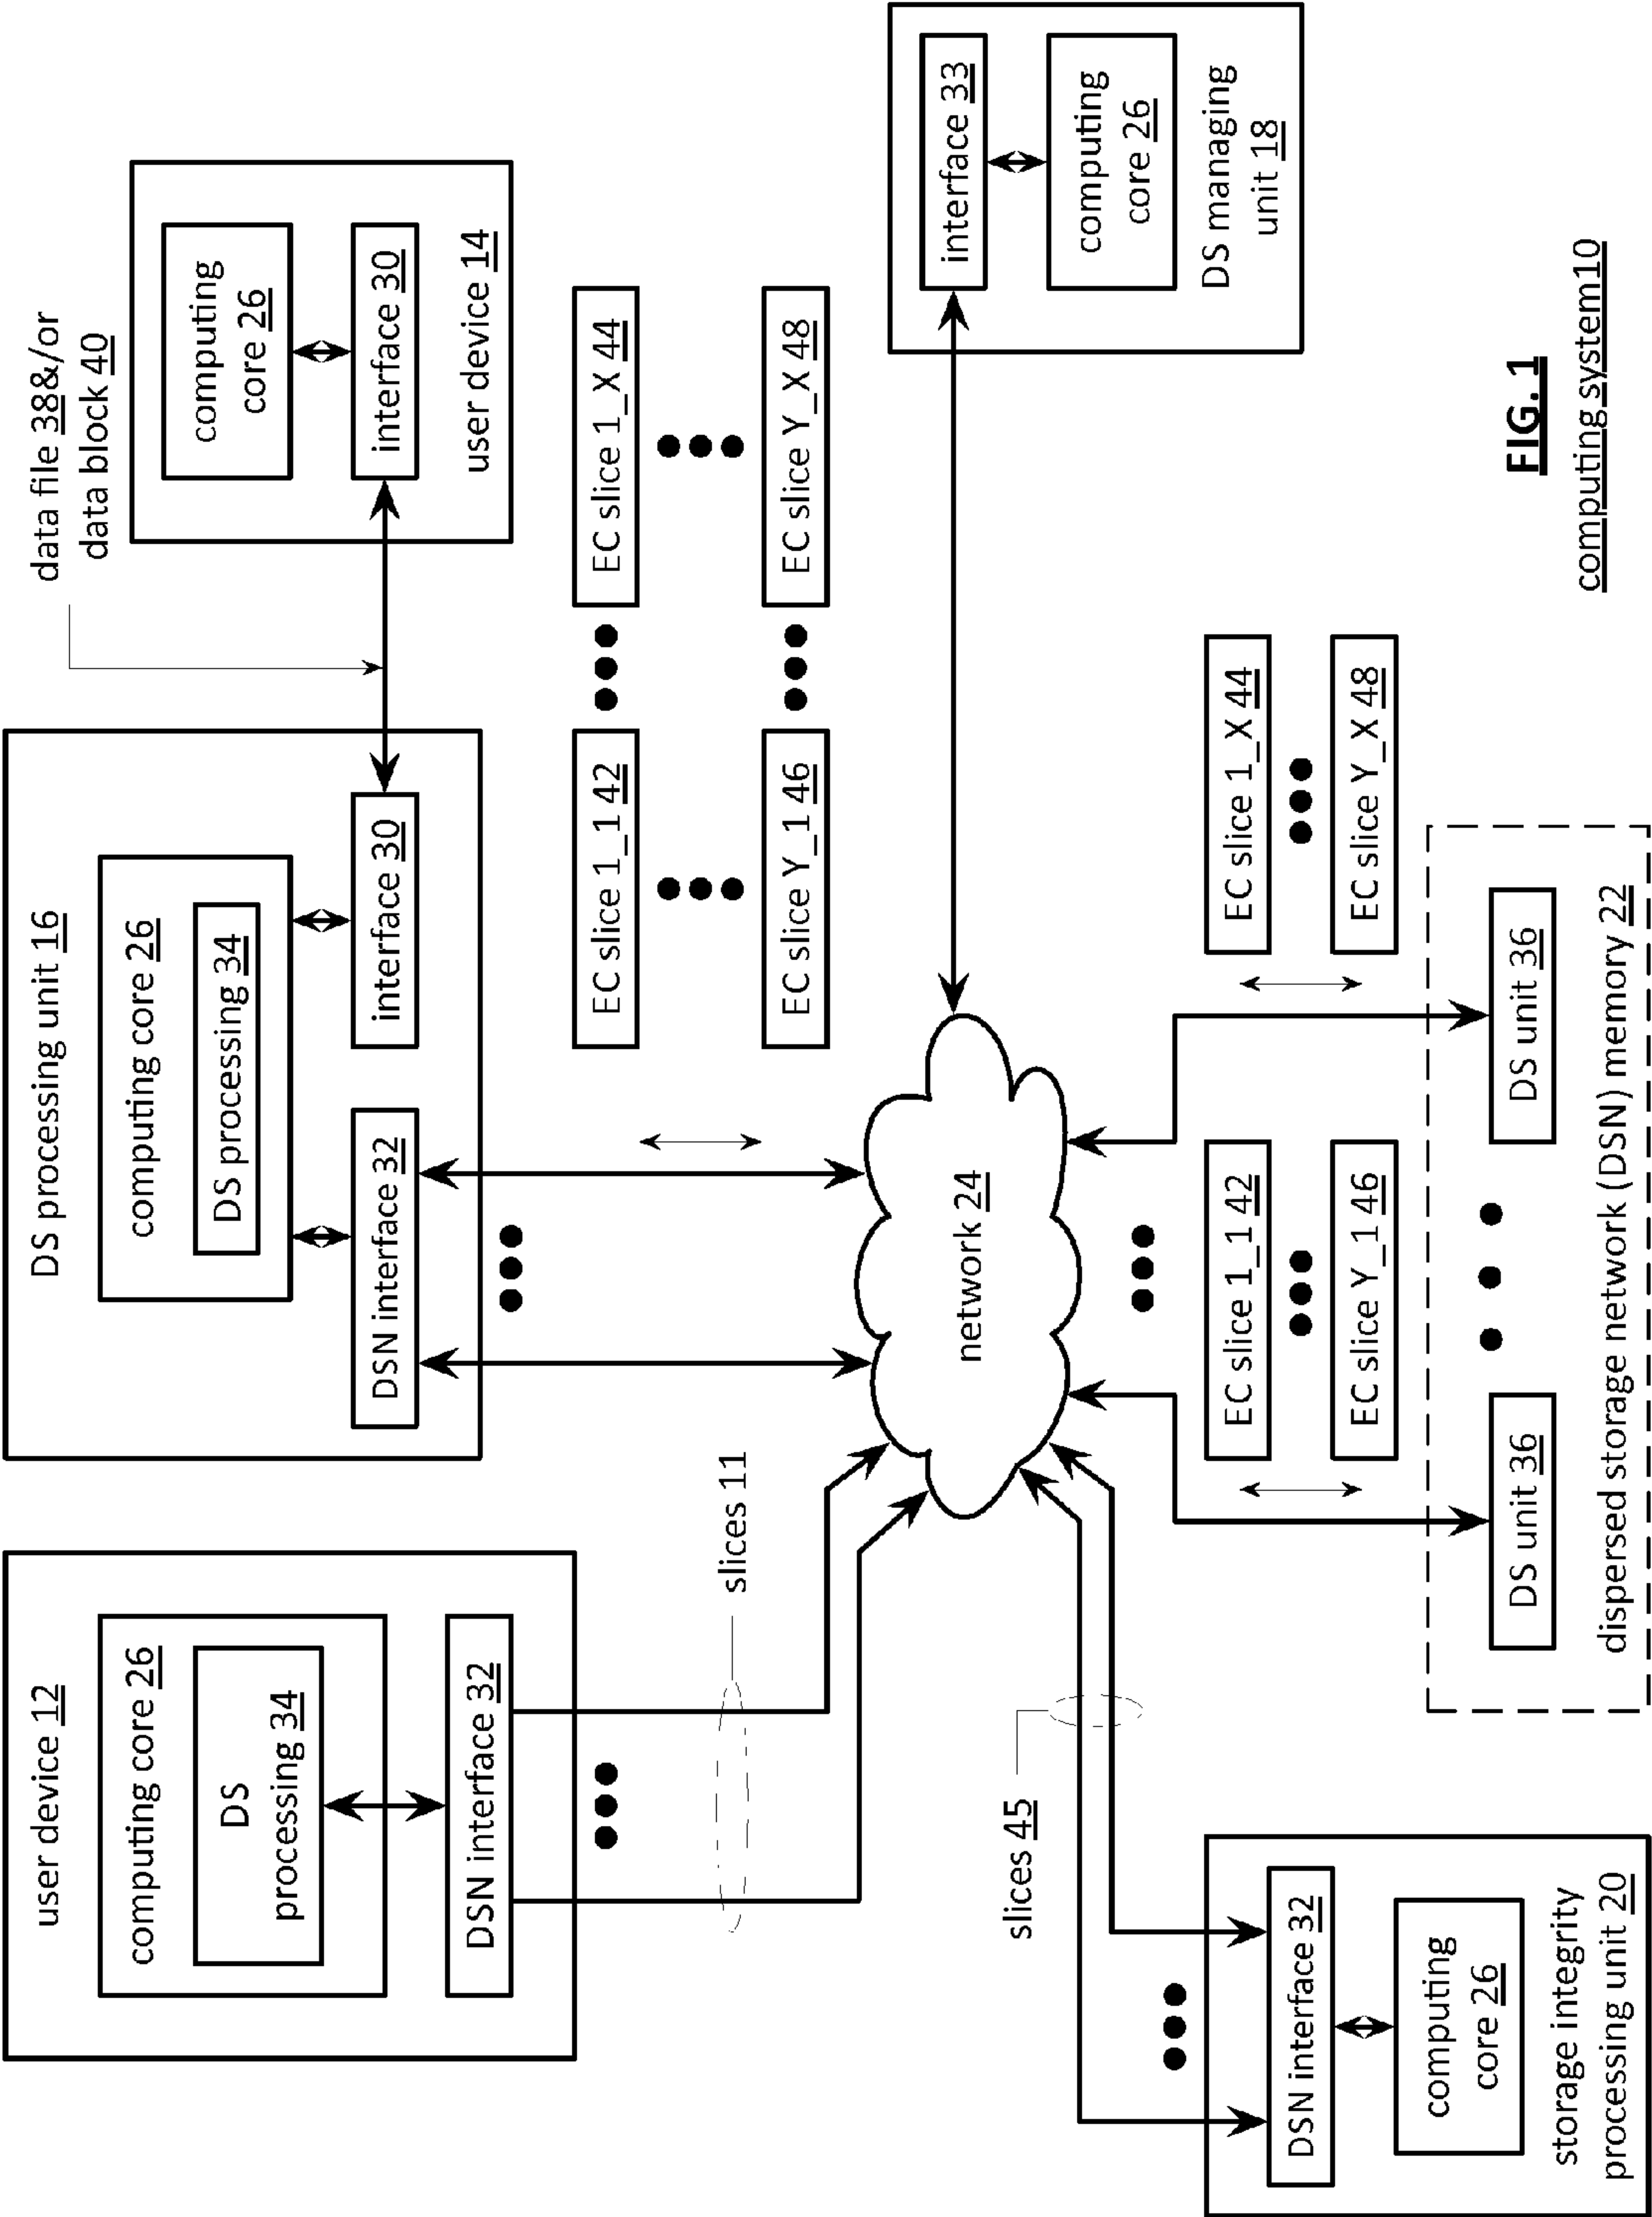 user device 12
computing core 26
DS
processing 34
DSN interface 32
DS processing unit 16
computing core 26
DS processing 34
DSN interface 32
interface 30
data file 38&/or
data block 40
computing
core 26
interface 30
user device 14
slices 11
EC slice 1_1 42
EC slice 1_X 44
EC slice Y_1 46
EC slice Y_X 48
network 24
interface 33
computing
core 26
DS managing
unit 18
slices 45
DSN interface 32
computing
core 26
storage integrity
processing unit 20
EC slice 1_1 42
EC slice Y_1 46
EC slice 1_X 44
EC slice Y_X 48
DS unit 36
DS unit 36
dispersed storage network (DSN) memory 22
FIG. 1
computing system10